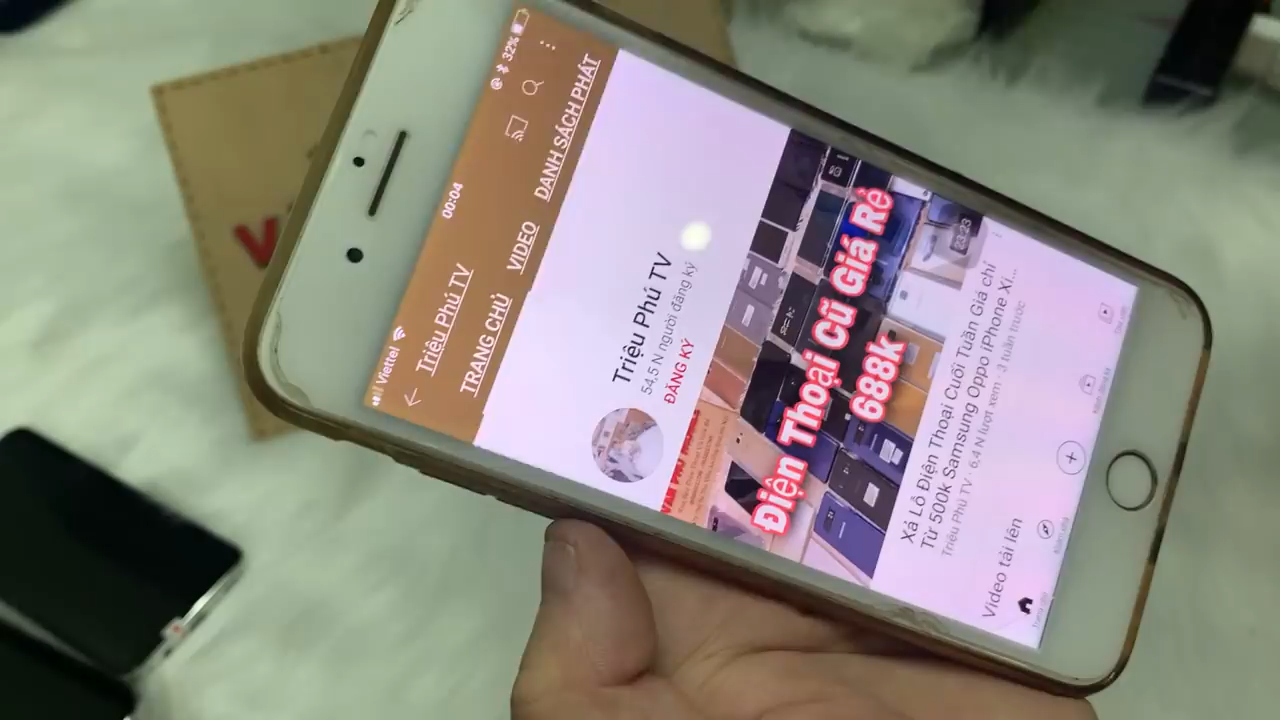 Viettel
00:04
32%
Triệu Phú TV
TRANG CHỦ
VIDEO
DANH SÁCH PHÁT
Triệu Phú TV
54,5 N người đăng ký
ĐĂNG KÝ
Điện Thoại Cũ Giá Rẻ
688k
23:23
Xả Lô Điện Thoại Cuối Tuần Giá chỉ
Từ 500k Samsung Oppo iPhone Xi...
Triệu Phú TV · 6,4 N lượt xem · 3 tuần trước
Video tải lên